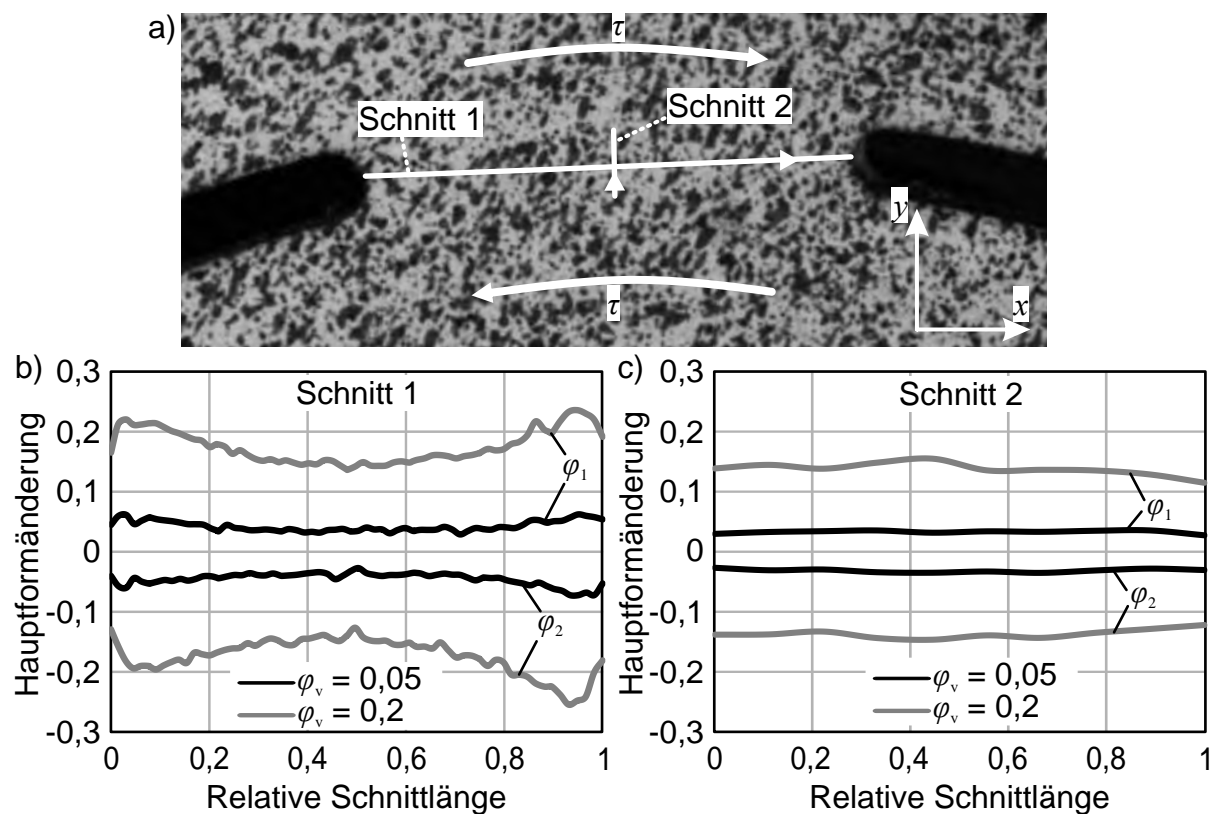 a)
τ
Schnitt 1
Schnitt 2
y
x
τ
b)
Schnitt 1
Hauptformänderung
0,3
0,2
0,1
0
-0,1
-0,2
-0,3
φ1
φ2
φv = 0,05
φv = 0,2
0 0,2 0,4 0,6 0,8 1
Relative Schnittlänge
c)
Schnitt 2
Hauptformänderung
0,3
0,2
0,1
0
-0,1
-0,2
-0,3
φ1
φ2
φv = 0,05
φv = 0,2
0 0,2 0,4 0,6 0,8 1
Relative Schnittlänge